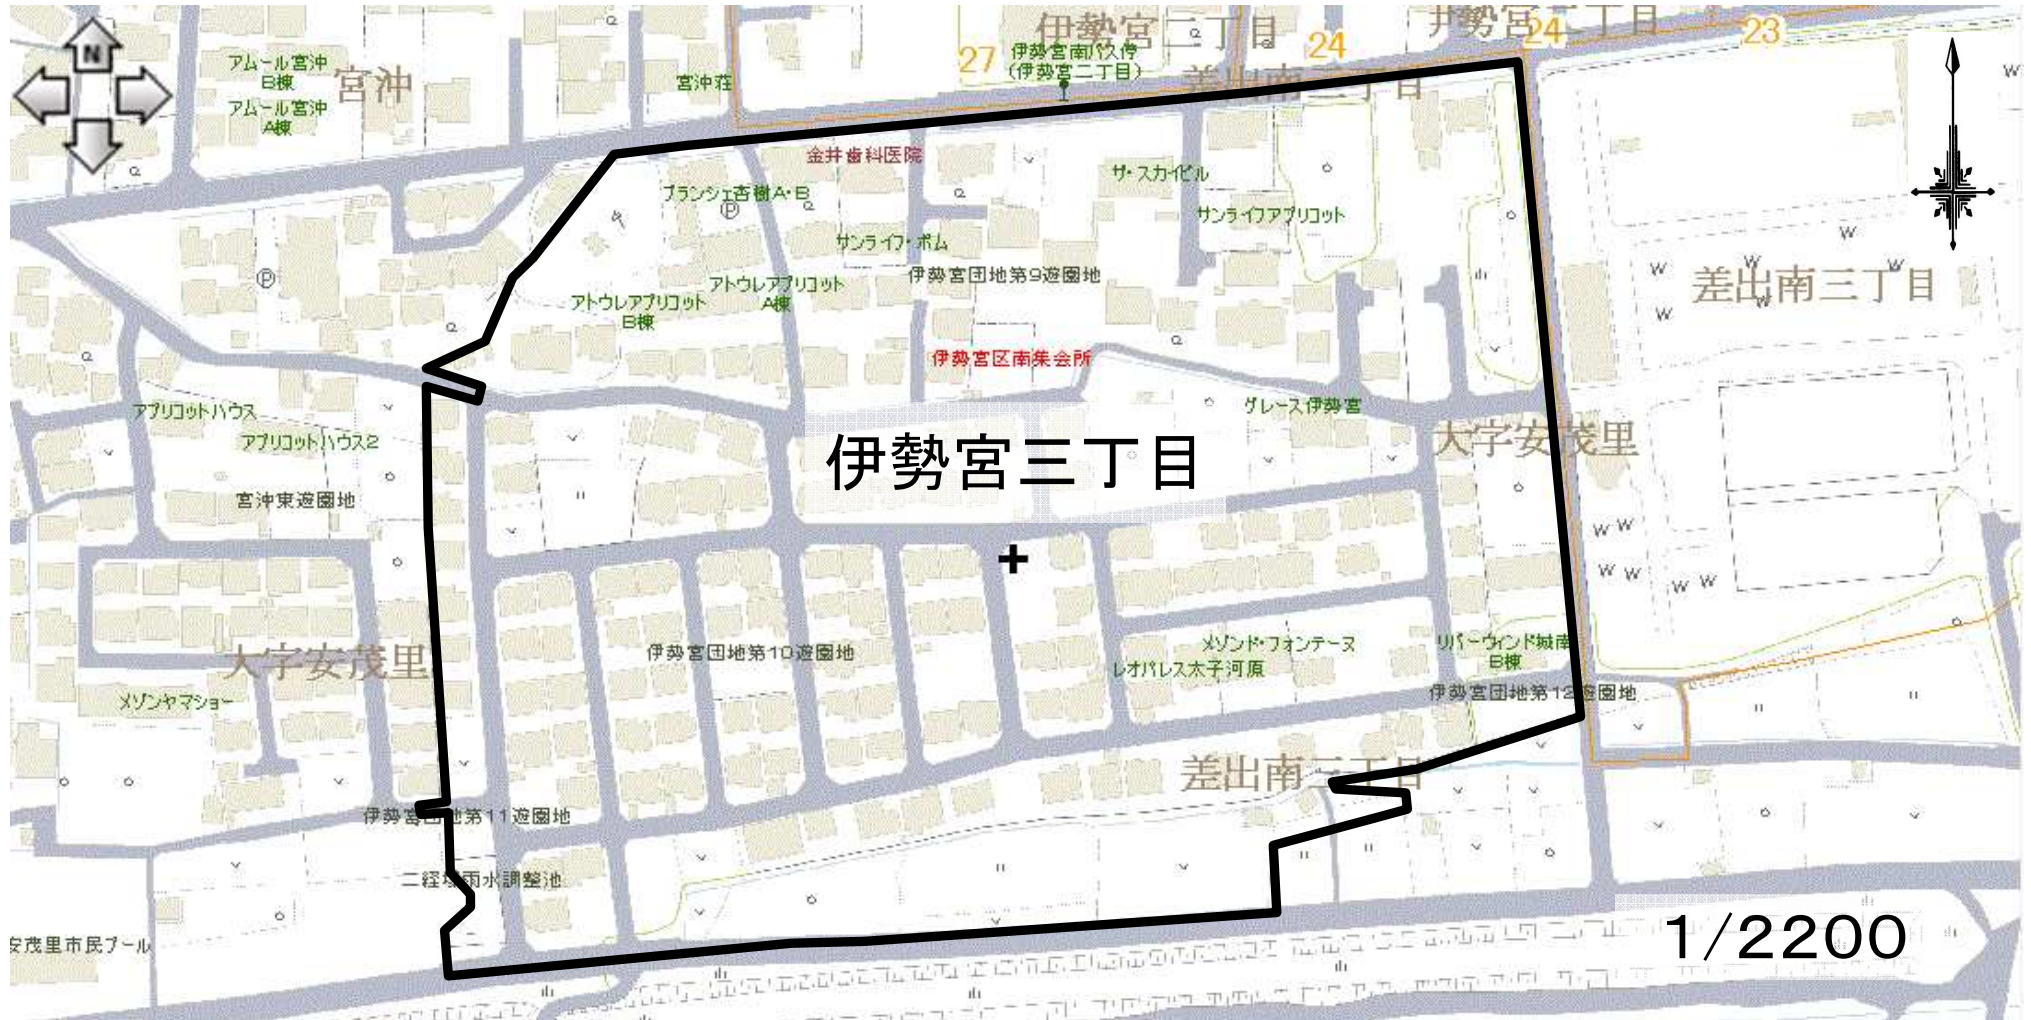 伊勢宮二丁目
伊勢宮二丁目
24
24
23
27
伊勢宮南バス停
(伊勢宮二丁目)
N
アムール宮沖
B棟
宮沖
宮沖荘
差出南三丁目
アムール宮沖
A棟
金井歯科医院
ザ・スカイビル
ブランシェ杏樹A・B
P
サンライフアプリコット
サンライフ・ポム
P
伊勢宮団地第9遊園地
アトウレアプリコット
A棟
アトウレアプリコット
B棟
差出南三丁目
伊勢宮区南集会所
アプリコットハウス
グレース伊勢宮
アプリコットハウス2
大字安茂里
伊勢宮三丁目
宮沖東遊園地
大字安茂里
伊勢宮団地第10遊園地
メゾンド・フォンテーヌ
リバーウィンド城南
B棟
レオパレス太子河原
伊勢宮団地第12遊園地
メゾンヤマショー
差出南三丁目
伊勢宮団地第11遊園地
二経塚雨水調整池
安茂里市民プール
1/2200